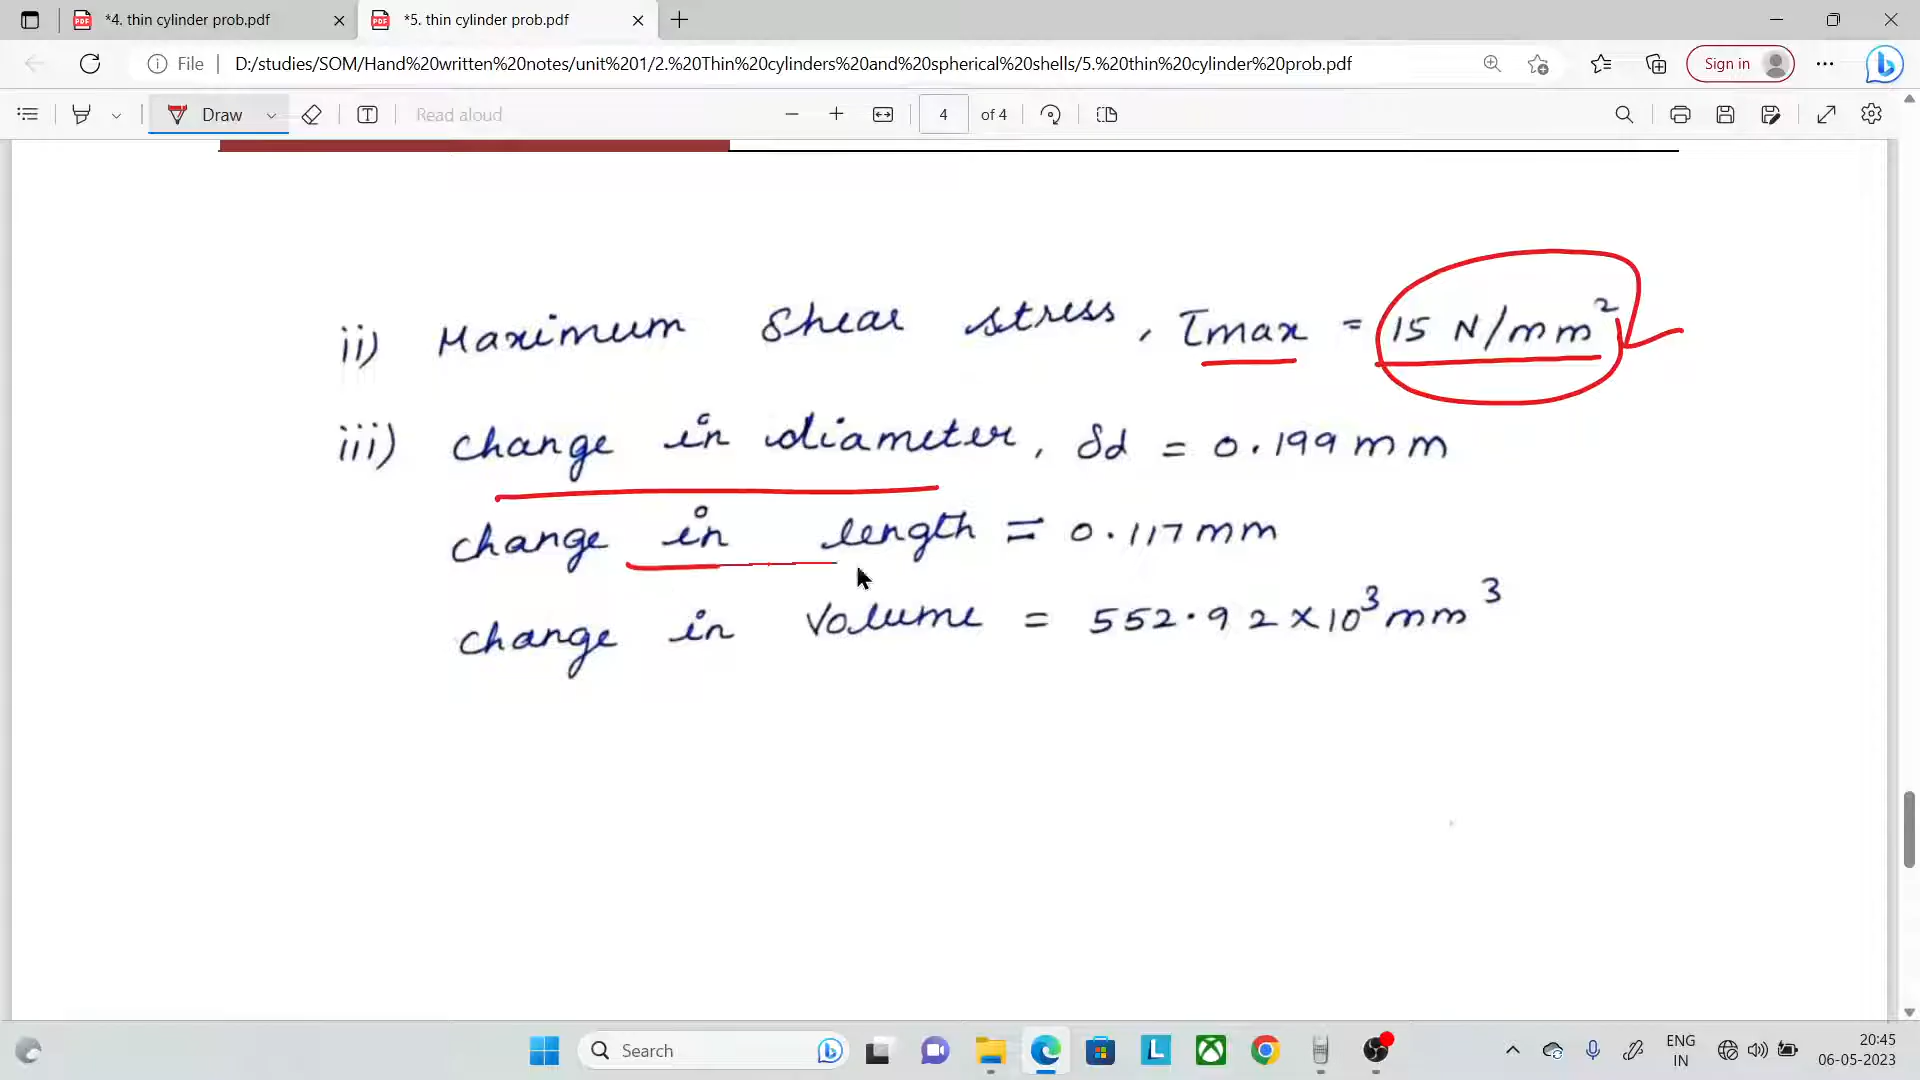 *4. thin cylinder prob.pdf
*5. thin cylinder prob.pdf
File D:/studies/SOM/Hand%20written%20notes/unit%201/2.%20Thin%20cylinders%20and%20spherical%20shells/5.%20thin%20cylinder%20prob.pdf
Sign in
Draw
Read aloud
4 of 4
ii) Maximum Shear stress, τmax = 15 N/mm²
iii) change in diameter, δd = 0.199 mm
change in length = 0.117 mm
change in Volume = 552.92 × 10³ mm³
Search
ENG
IN
20:45
06-05-2023